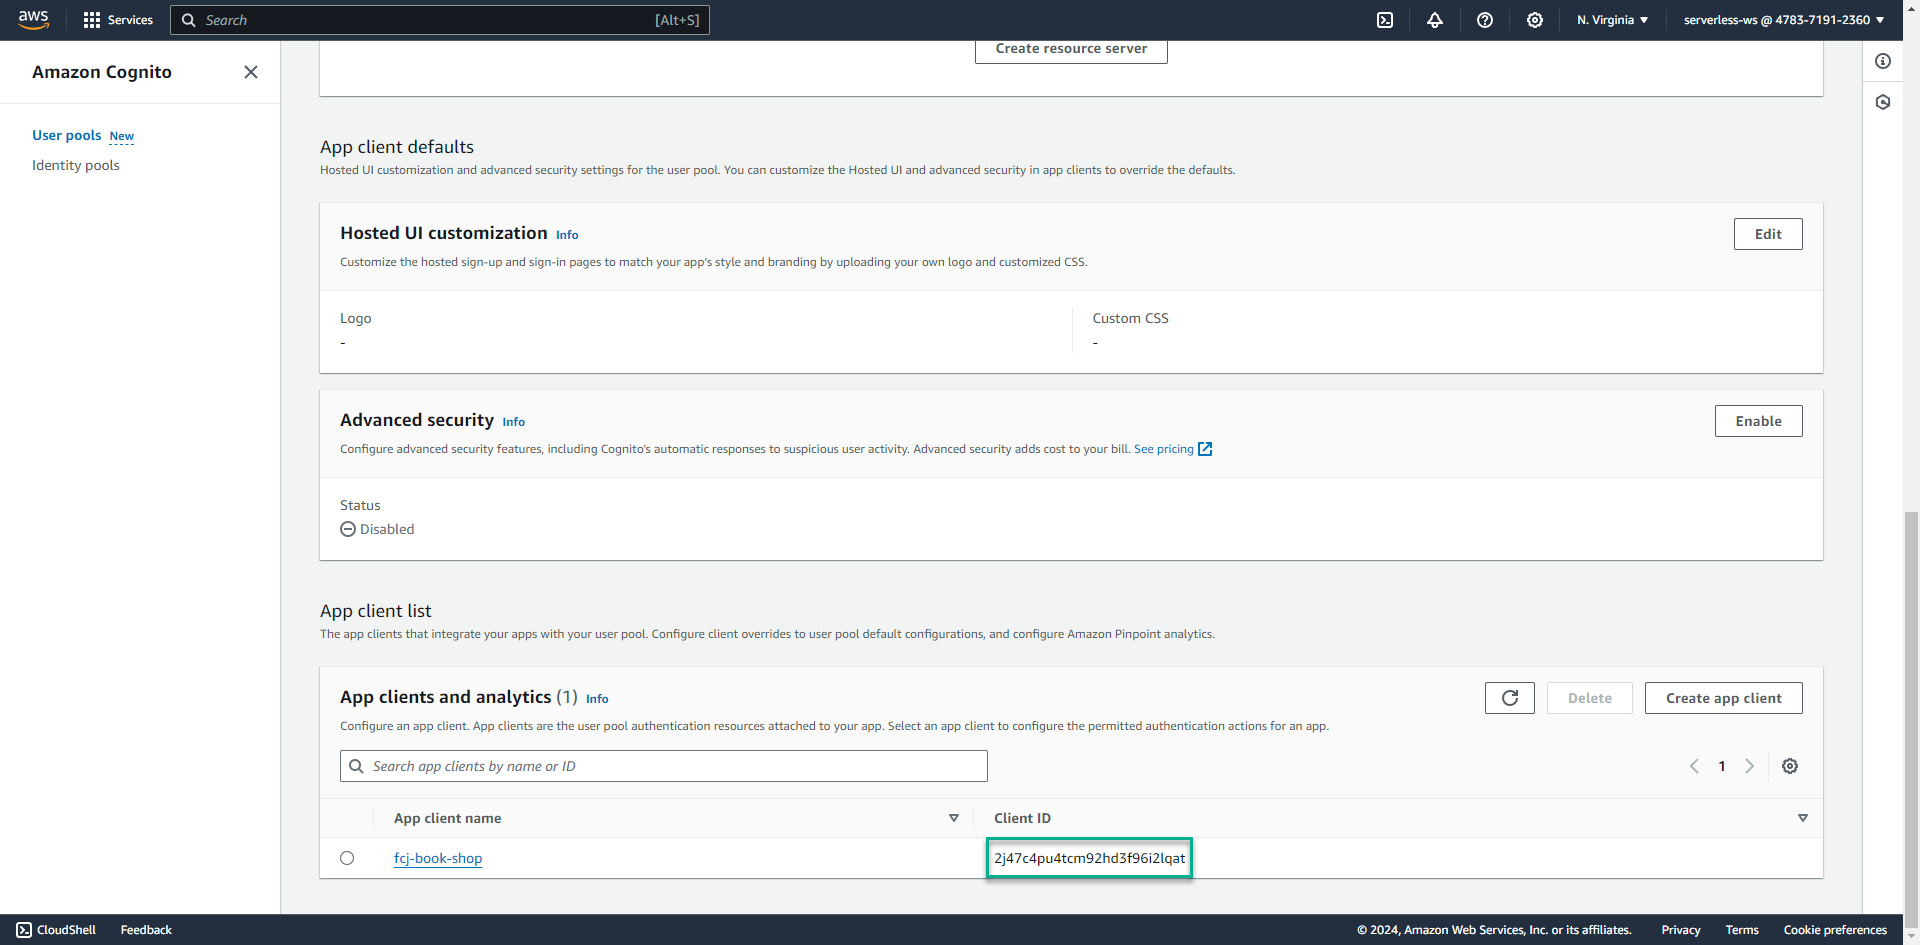 aws
Services
Search
[Alt+S]
N. Virginia
serverless-ws @ 4783-7191-2360
Amazon Cognito
User pools New
Identity pools
Create resource server
App client defaults
Hosted UI customization and advanced security settings for the user pool. You can customize the Hosted UI and advanced security in app clients to override the defaults.
Hosted UI customization Info
Edit
Customize the hosted sign-up and sign-in pages to match your app's style and branding by uploading your own logo and customized CSS.
Logo
-
Custom CSS
-
Advanced security Info
Enable
Configure advanced security features, including Cognito's automatic responses to suspicious user activity. Advanced security adds cost to your bill. See pricing
Status
Disabled
App client list
The app clients that integrate your apps with your user pool. Configure client overrides to user pool default configurations, and configure Amazon Pinpoint analytics.
App clients and analytics (1) Info
Delete
Create app client
Configure an app client. App clients are the user pool authentication resources attached to your app. Select an app client to configure the permitted authentication actions for an app.
Search app clients by name or ID
1
App client name
Client ID
fcj-book-shop
2j47c4pu4tcm92hd3f96i2lqat
CloudShell
Feedback
© 2024, Amazon Web Services, Inc. or its affiliates.
Privacy
Terms
Cookie preferences